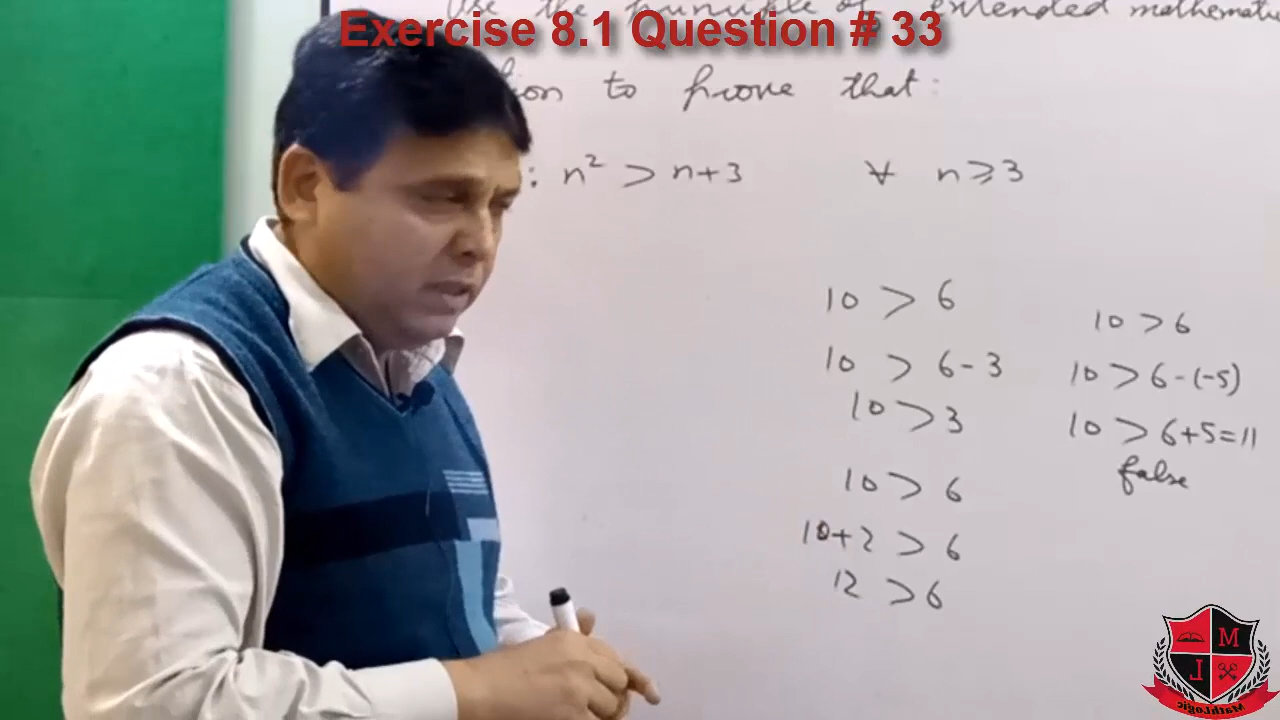 Exercise 8.1 Question # 33
Use the principle of extended
to prove that:
: n² > n+3 ∀ n⩾3
10 > 6
10 > 6-3
10 > 3
10 > 6
10+2 > 6
12 > 6
10 > 6
10 > 6-(-5)
10 > 6+5=11
false
M
J
MathLogic